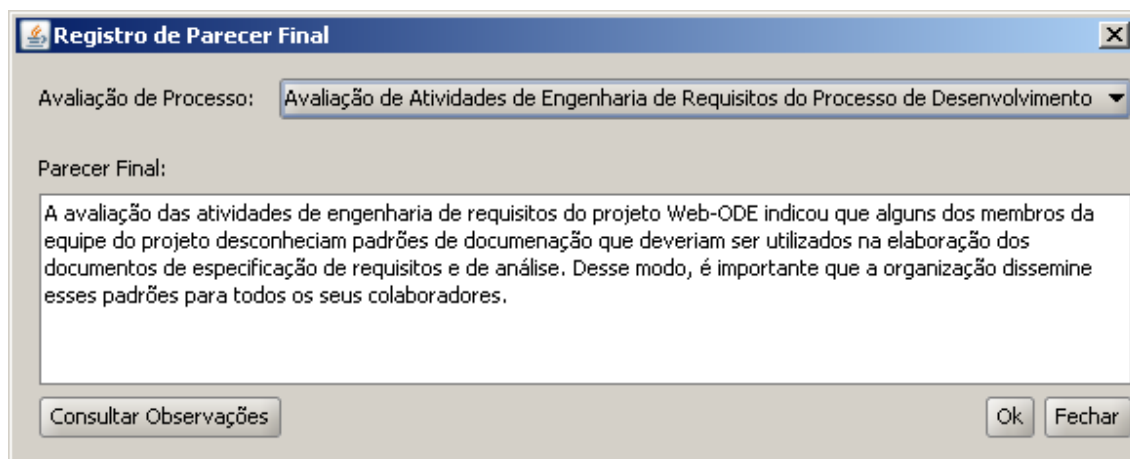 Registro de Parecer Final
Avaliação de Processo: Avaliação de Atividades de Engenharia de Requisitos do Processo de Desenvolvimento
Parecer Final:
A avaliação das atividades de engenharia de requisitos do projeto Web-ODE indicou que alguns dos membros da
equipe do projeto desconheciam padrões de documenação que deveriam ser utilizados na elaboração dos
documentos de especificação de requisitos e de análise. Desse modo, é importante que a organização dissemine
esses padrões para todos os seus colaboradores.
Consultar Observações Ok Fechar